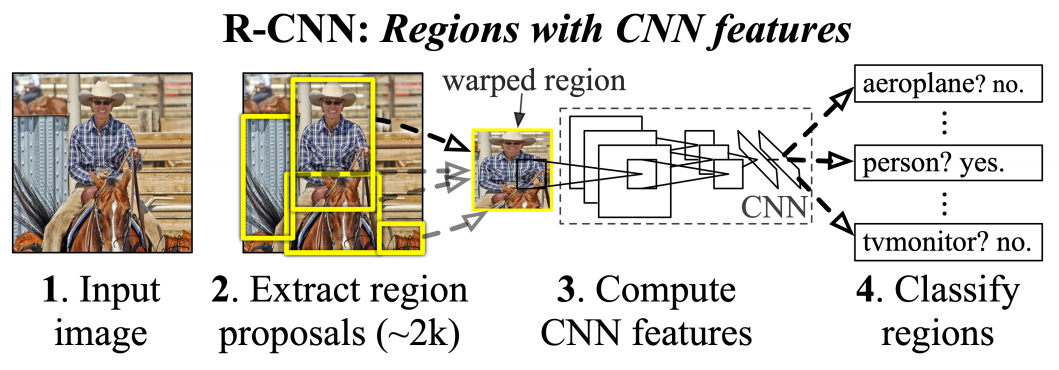 R-CNN: Regions with CNN features
warped region
aeroplane? no.
person? yes.
tvmonitor? no.
CNN
1. Input
image
2. Extract region
proposals (~2k)
3. Compute
CNN features
4. Classify
regions